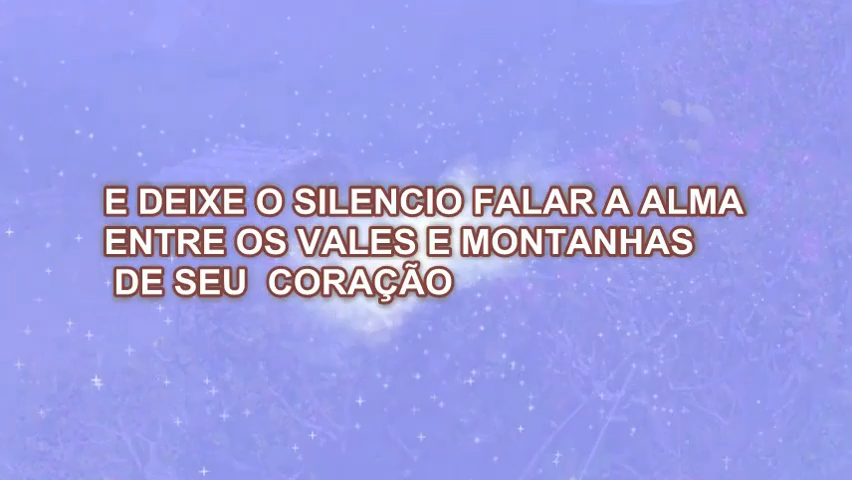 E DEIXE O SILENCIO FALAR A ALMA
ENTRE OS VALES E MONTANHAS
DE SEU CORAÇÃO